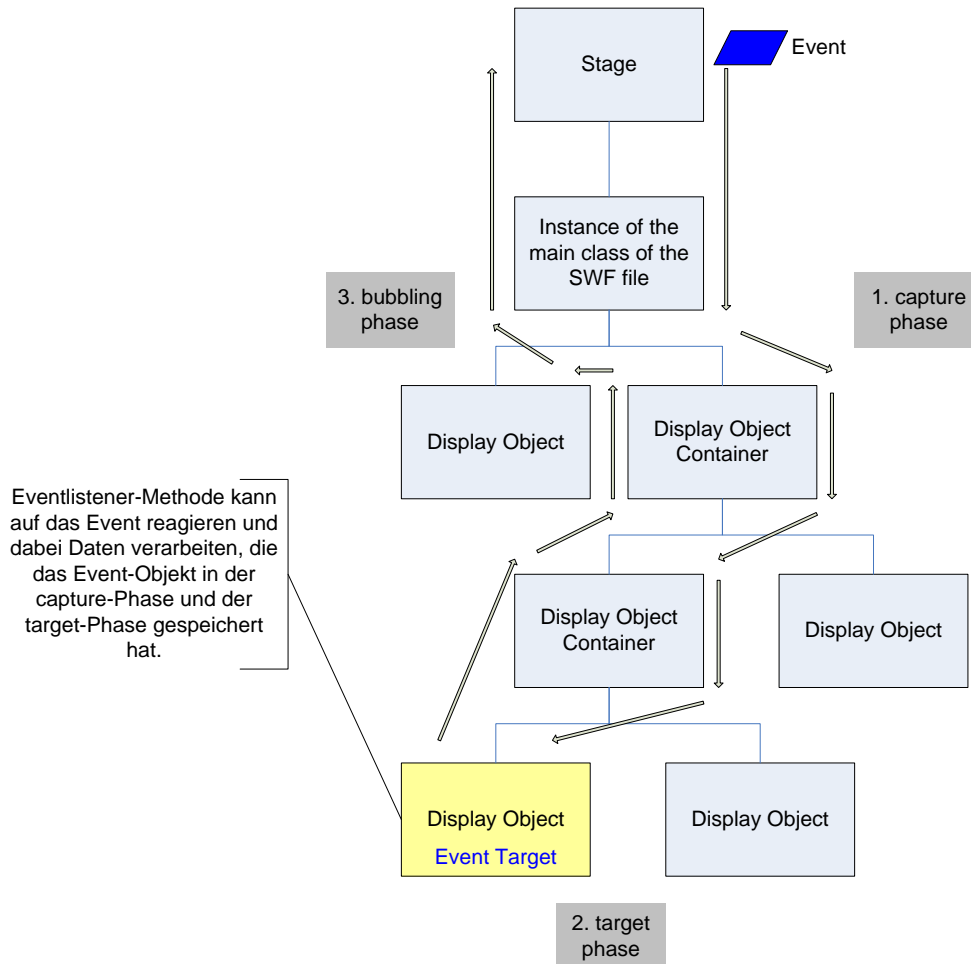 Stage
Event
Instance of the
main class of the
SWF file
3. bubbling
phase
1. capture
phase
Display Object
Display Object
Container
Eventlistener-Methode kann
auf das Event reagieren und
dabei Daten verarbeiten, die
das Event-Objekt in der
capture-Phase und der
target-Phase gespeichert
hat.
Display Object
Container
Display Object
Display Object
Event Target
Display Object
2. target
phase